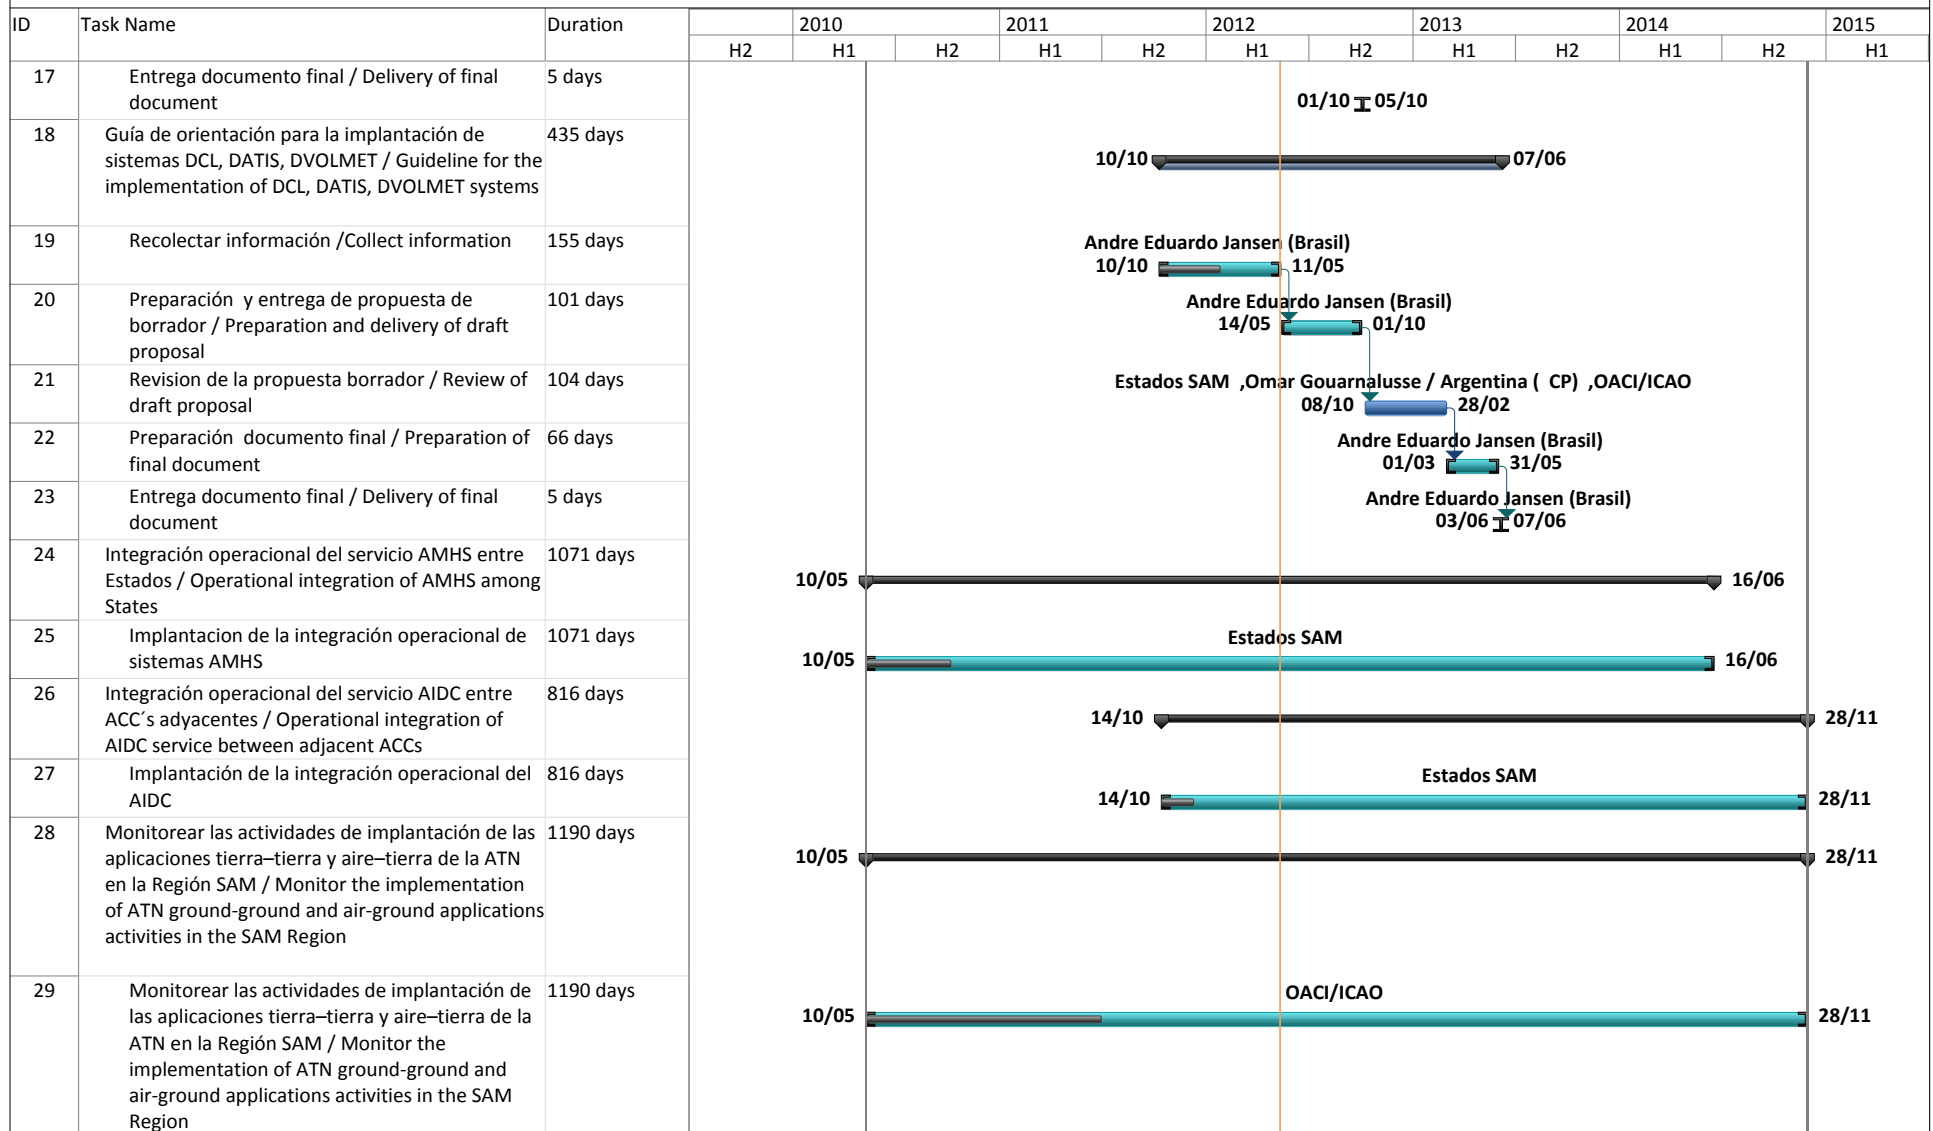 ID Task Name Duration 2010 2011 2012 2013 2014 2015
H2 H1 H2 H1 H2 H1 H2 H1 H2 H1 H2 H1
17 Entrega documento final / Delivery of final 5 days
document
01/10 05/10
18 Guía de orientación para la implantación de 435 days
sistemas DCL, DATIS, DVOLMET / Guideline for the
implementation of DCL, DATIS, DVOLMET systems
10/10 07/06
19 Recolectar información /Collect information 155 days
Andre Eduardo Jansen (Brasil)
10/10 11/05
20 Preparación y entrega de propuesta de 101 days
borrador / Preparation and delivery of draft
proposal
Andre Eduardo Jansen (Brasil)
14/05 01/10
21 Revision de la propuesta borrador / Review of 104 days
draft proposal
Estados SAM ,Omar Gouarnalusse / Argentina ( CP) ,OACI/ICAO
08/10 28/02
22 Preparación documento final / Preparation of 66 days
final document
Andre Eduardo Jansen (Brasil)
01/03 31/05
23 Entrega documento final / Delivery of final 5 days
document
Andre Eduardo Jansen (Brasil)
03/06 07/06
24 Integración operacional del servicio AMHS entre 1071 days
Estados / Operational integration of AMHS among
States
10/05 16/06
25 Implantacion de la integración operacional de 1071 days
sistemas AMHS
Estados SAM
10/05 16/06
26 Integración operacional del servicio AIDC entre 816 days
ACC´s adyacentes / Operational integration of
AIDC service between adjacent ACCs
14/10 28/11
27 Implantación de la integración operacional del 816 days
AIDC
Estados SAM
14/10 28/11
28 Monitorear las actividades de implantación de las 1190 days
aplicaciones tierra–tierra y aire–tierra de la ATN
en la Región SAM / Monitor the implementation
of ATN ground-ground and air-ground applications
activities in the SAM Region
10/05 28/11
29 Monitorear las actividades de implantación de 1190 days
las aplicaciones tierra–tierra y aire–tierra de la
ATN en la Región SAM / Monitor the
implementation of ATN ground-ground and
air-ground applications activities in the SAM
Region
OACI/ICAO
10/05 28/11